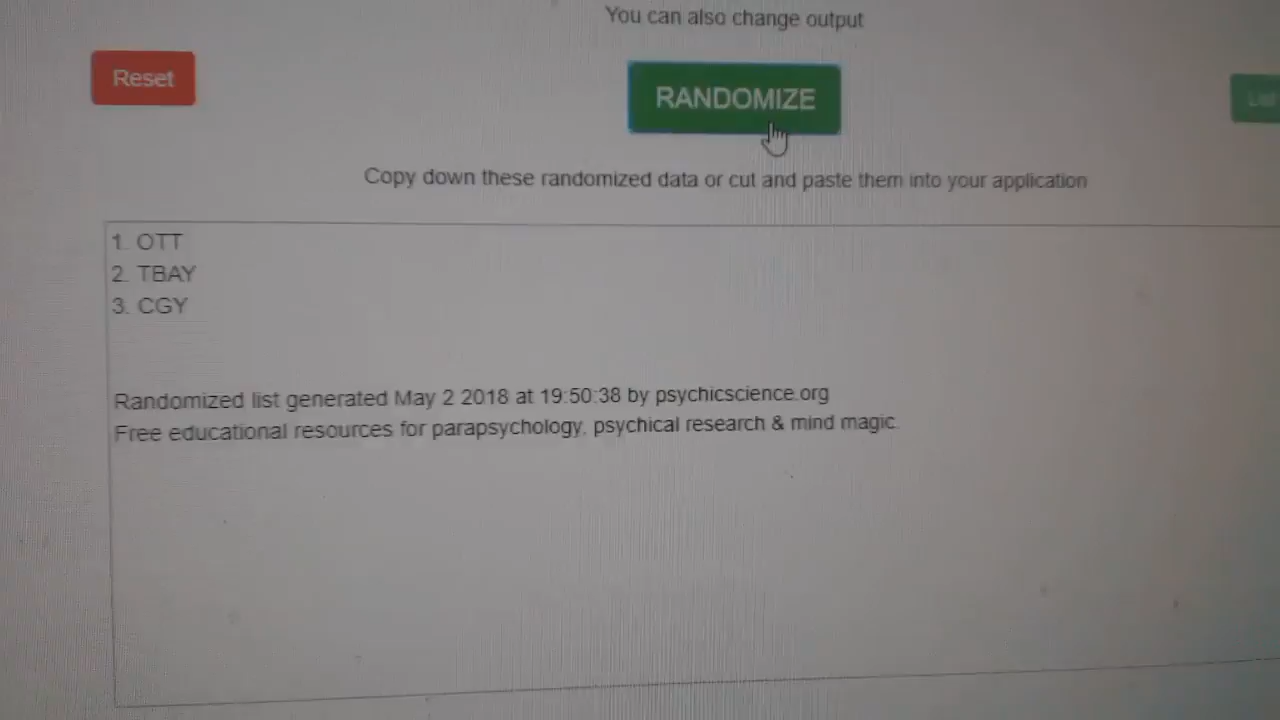 You can also change output
Reset
RANDOMIZE
Copy down these randomized data or cut and paste them into your application
1. OTT
2. TBAY
3. CGY
Randomized list generated May 2 2018 at 19:50:38 by psychicscience.org
Free educational resources for parapsychology, psychical research & mind magic.